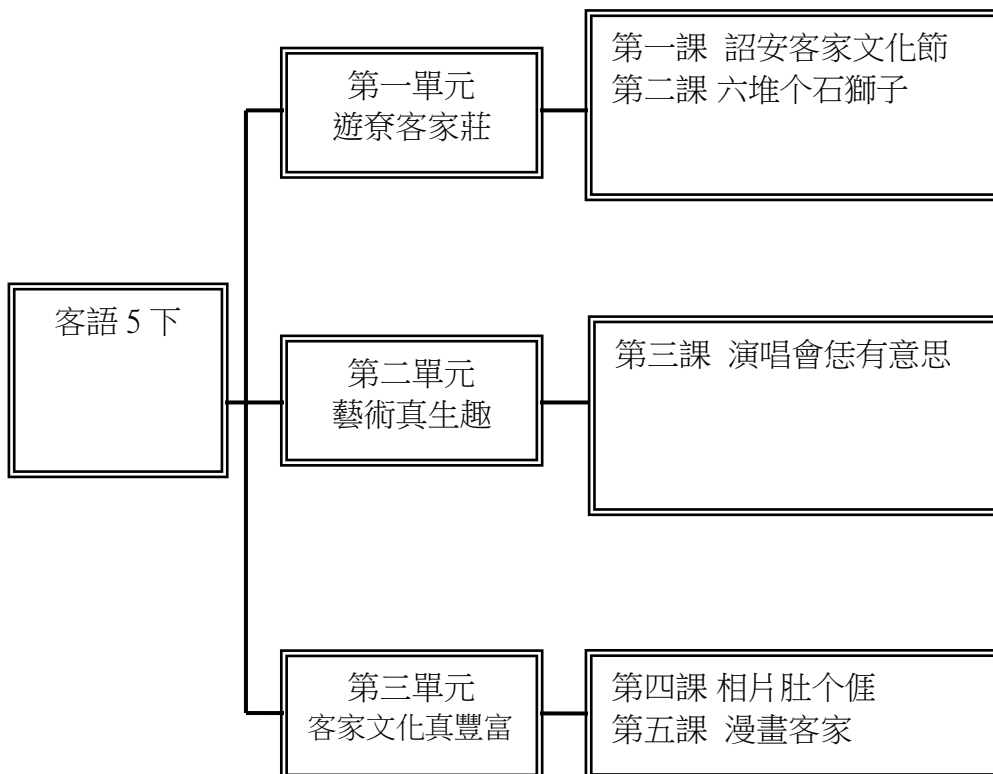 客語 5 下
第一單元
遊尞客家莊
第一課 詔安客家文化節
第二課 六堆个石獅子
第二單元
藝術真生趣
第三課 演唱會恁有意思
第三單元
客家文化真豐富
第四課 相片肚个𠊎
第五課 漫畫客家